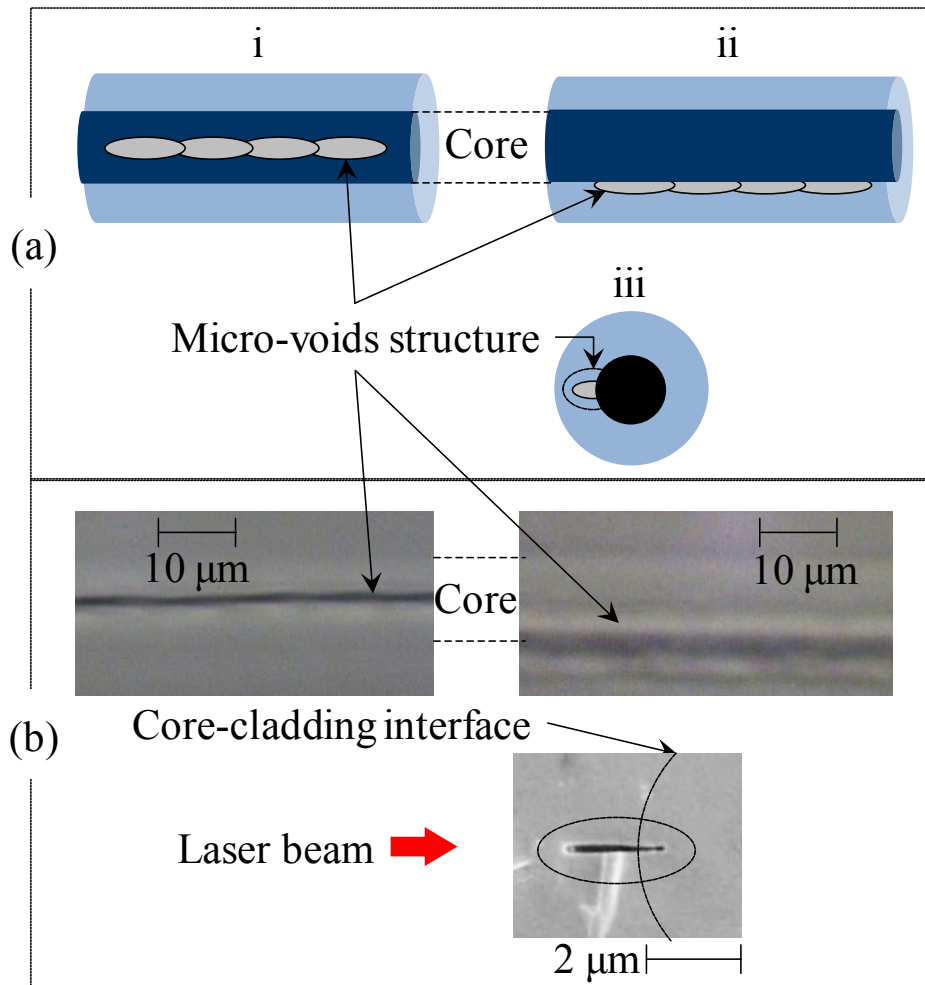 i
ii
Core
(a)
iii
Micro-voids structure
10 μm
10 μm
Core
(b)
Core-cladding interface
Laser beam
2 μm